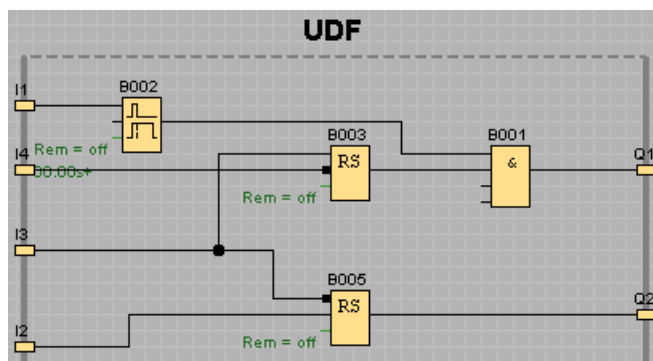 UDF
I1
B002
Rem = off
00.00s+
I4
B003
RS
Rem = off
B001
&
Q1
I3
B005
RS
Rem = off
Q2
I2